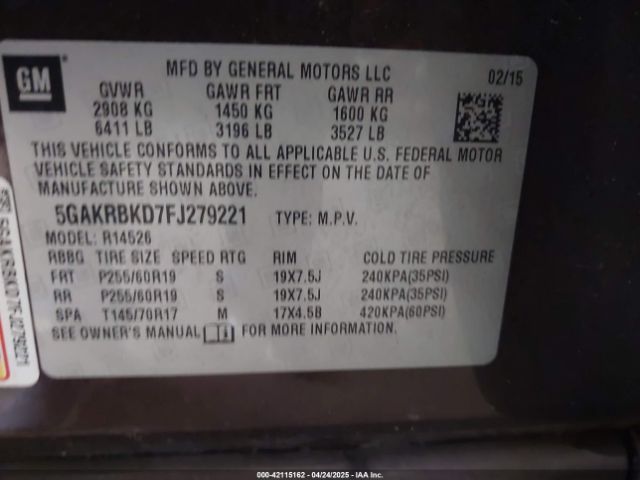 GM
MFD BY GENERAL MOTORS LLC 02/15
GVWR GAWR FRT GAWR RR
2908 KG 1450 KG 1600 KG
6411 LB 3196 LB 3527 LB
THIS VEHICLE CONFORMS TO ALL APPLICABLE U.S. FEDERAL MOTOR
VEHICLE SAFETY STANDARDS IN EFFECT ON THE DATE OF
MANUFACTURE SHOWN ABOVE.
5GAKRBKD7FJ279221 TYPE: M.P.V.
MODEL: R14526
RBBG TIRE SIZE SPEED RTG RIM COLD TIRE PRESSURE
FRT P255/60R19 S 19X7.5J 240KPA(35PSI)
RR P255/60R19 S 19X7.5J 240KPA(35PSI)
SPA T145/70R17 M 17X4.5B 420KPA(60PSI)
SEE OWNER'S MANUAL FOR MORE INFORMATION.
5GAKRBKD7FJ279221
000-42115162 - 04/24/2025 - IAA Inc.